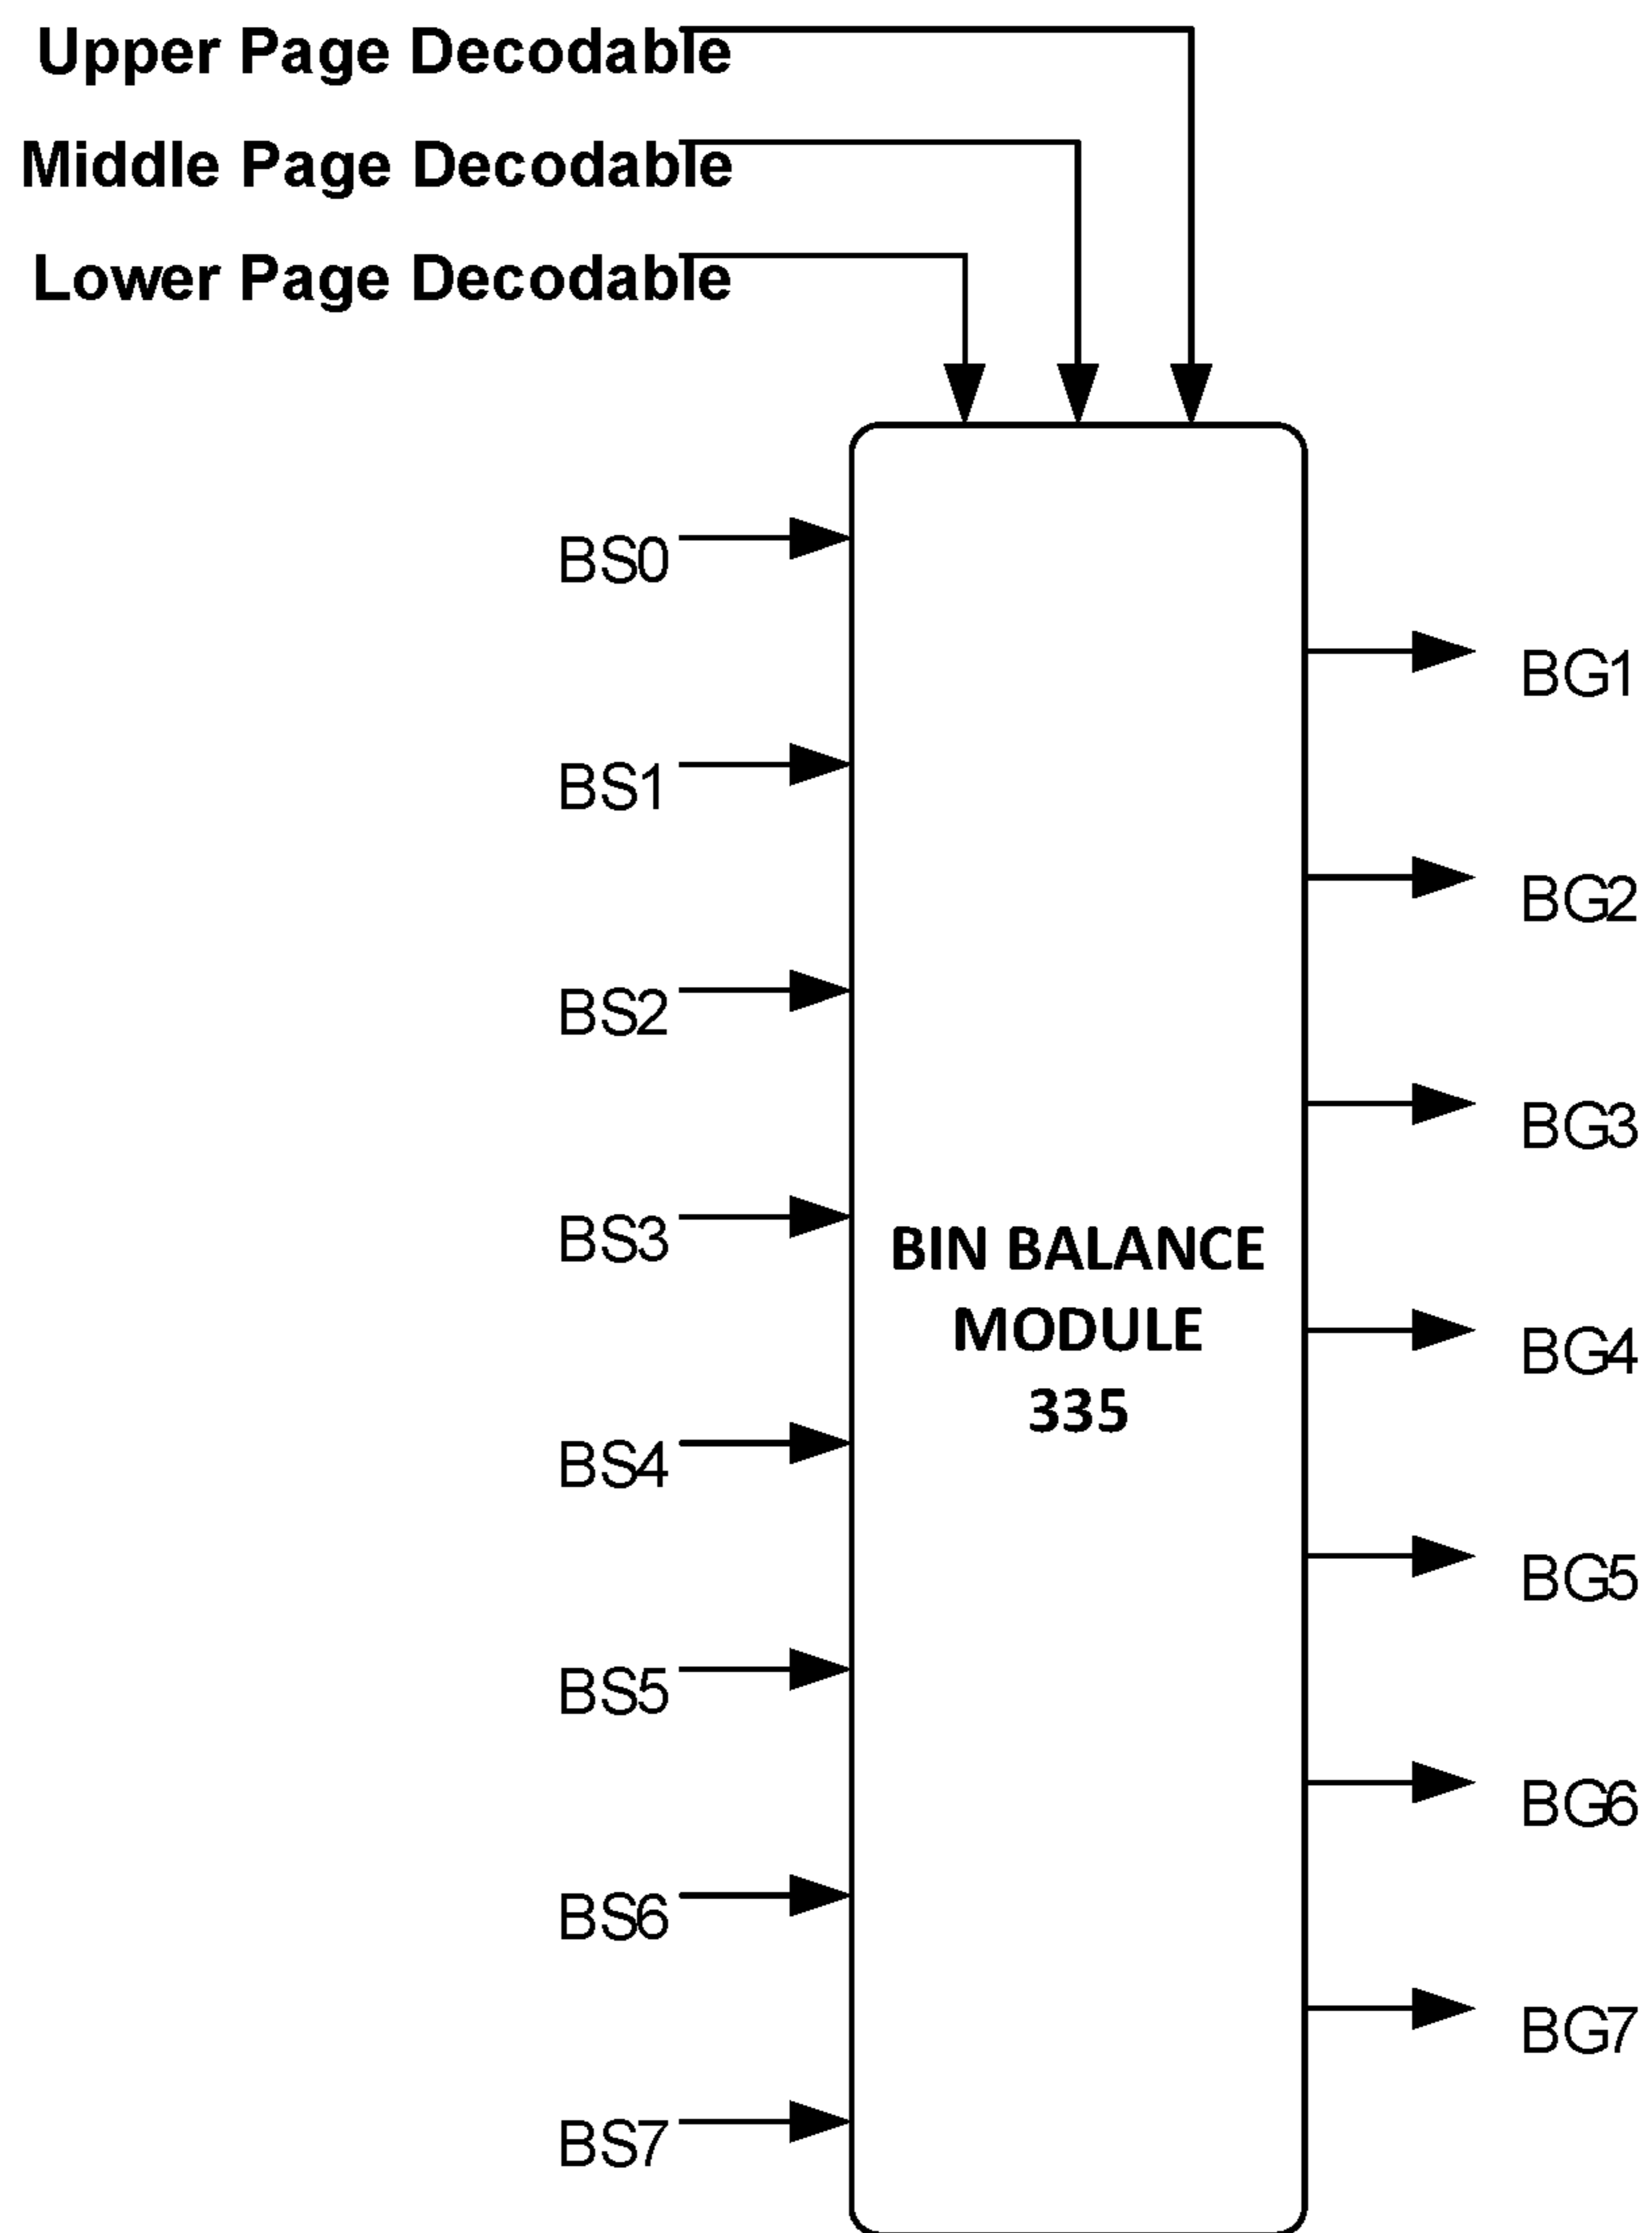 Upper Page Decodable
Middle Page Decodable
Lower Page Decodable
BS0
BG1
BS1
BG2
BS2
BG3
BS3
BIN BALANCE
MODULE
335
BG4
BS4
BG5
BS5
BG6
BS6
BG7
BS7